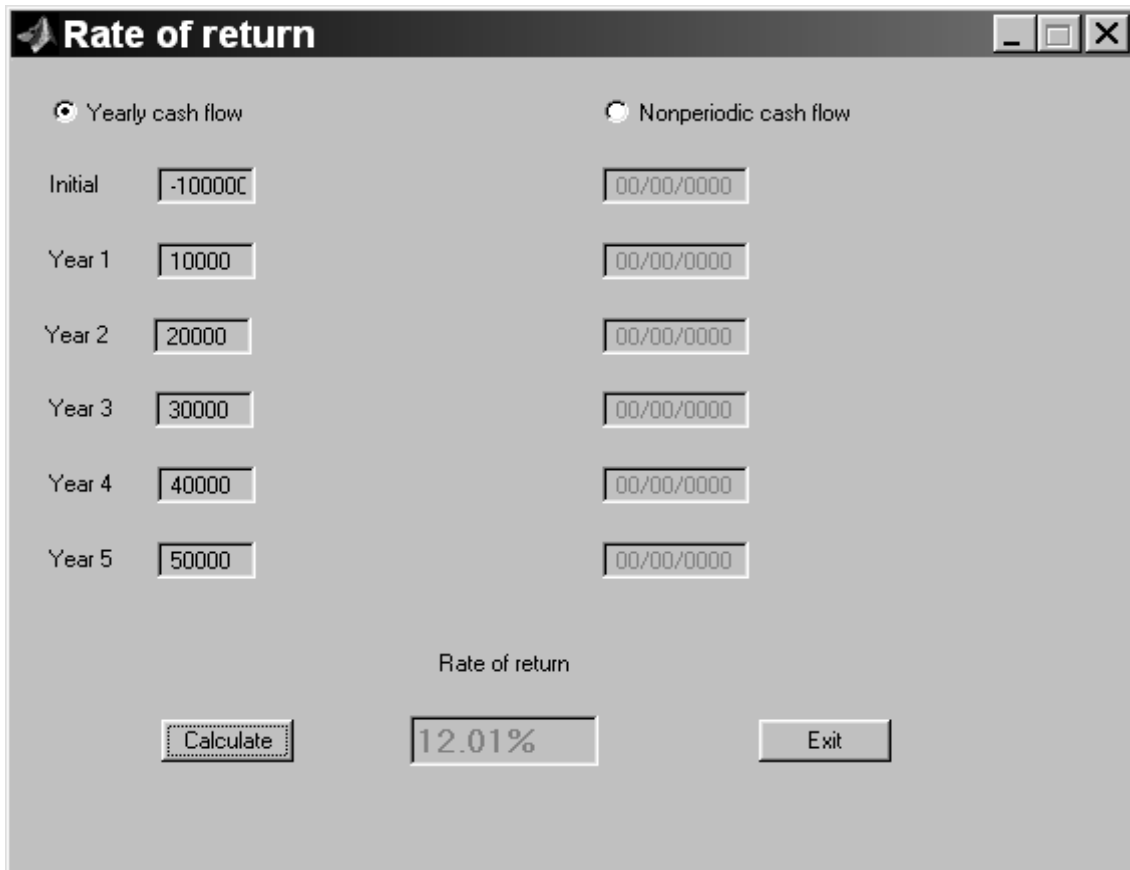 Rate of return
Yearly cash flow Nonperiodic cash flow
Initial -100000 00/00/0000
Year 1 10000 00/00/0000
Year 2 20000 00/00/0000
Year 3 30000 00/00/0000
Year 4 40000 00/00/0000
Year 5 50000 00/00/0000
Rate of return
Calculate 12.01% Exit